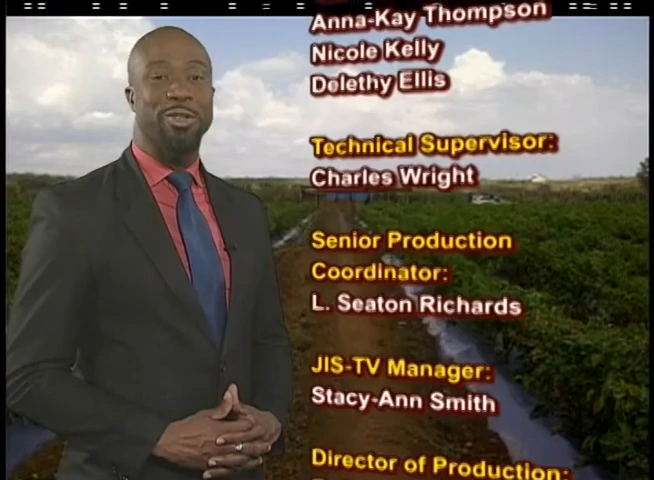 Anna-Kay Thompson
Nicole Kelly
Delethy Ellis
Technical Supervisor:
Charles Wright
Senior Production
Coordinator:
L. Seaton Richards
JIS-TV Manager:
Stacy-Ann Smith
Director of Production: